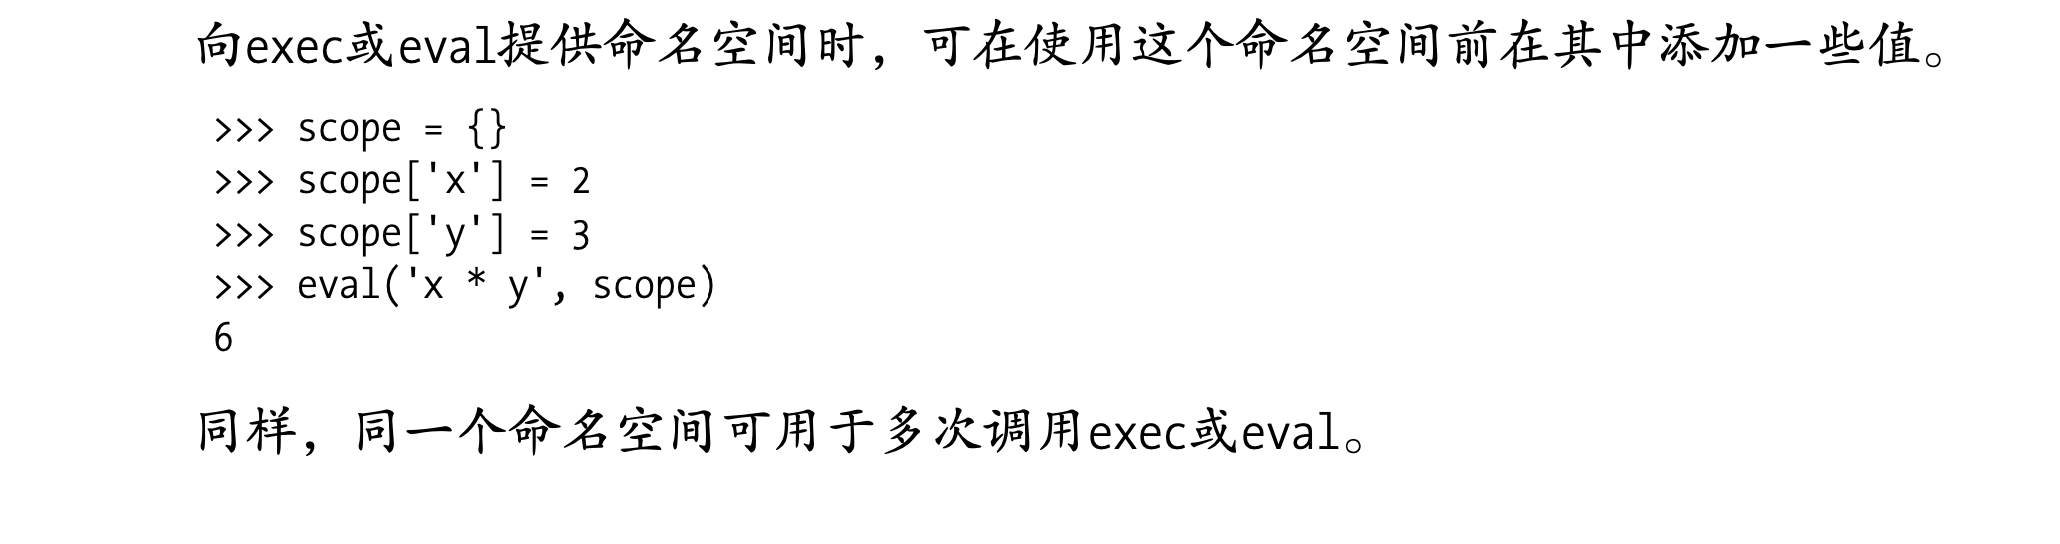 向exec或eval提供命名空间时，可在使用这个命名空间前在其中添加一些值。
>>> scope = {}
>>> scope['x'] = 2
>>> scope['y'] = 3
>>> eval('x * y', scope)
6
同样，同一个命名空间可用于多次调用exec或eval。